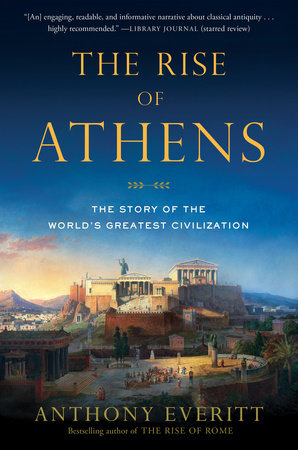 “[An] engaging, readable, and informative narrative about classical antiquity . . .
highly recommended.” —LIBRARY JOURNAL (starred review)
THE RISE
OF
ATHENS
THE STORY OF THE
WORLD’S GREATEST CIVILIZATION
ANTHONY EVERITT
Bestselling author of THE RISE OF ROME